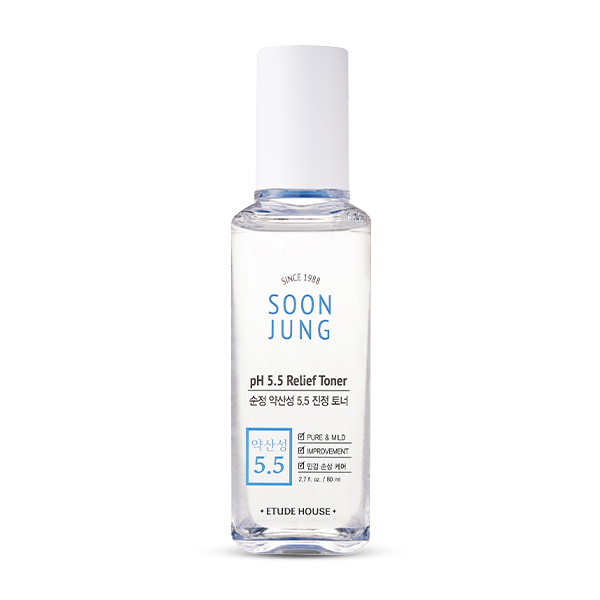 SINCE 1988
SOON
JUNG
pH 5.5 Relief Toner
순정 약산성 5.5 진정 토너
약산성
5.5
PURE & MILD
IMPROVEMENT
민감 손상 케어
2.7 fl. oz. / 80 ml
ETUDE HOUSE